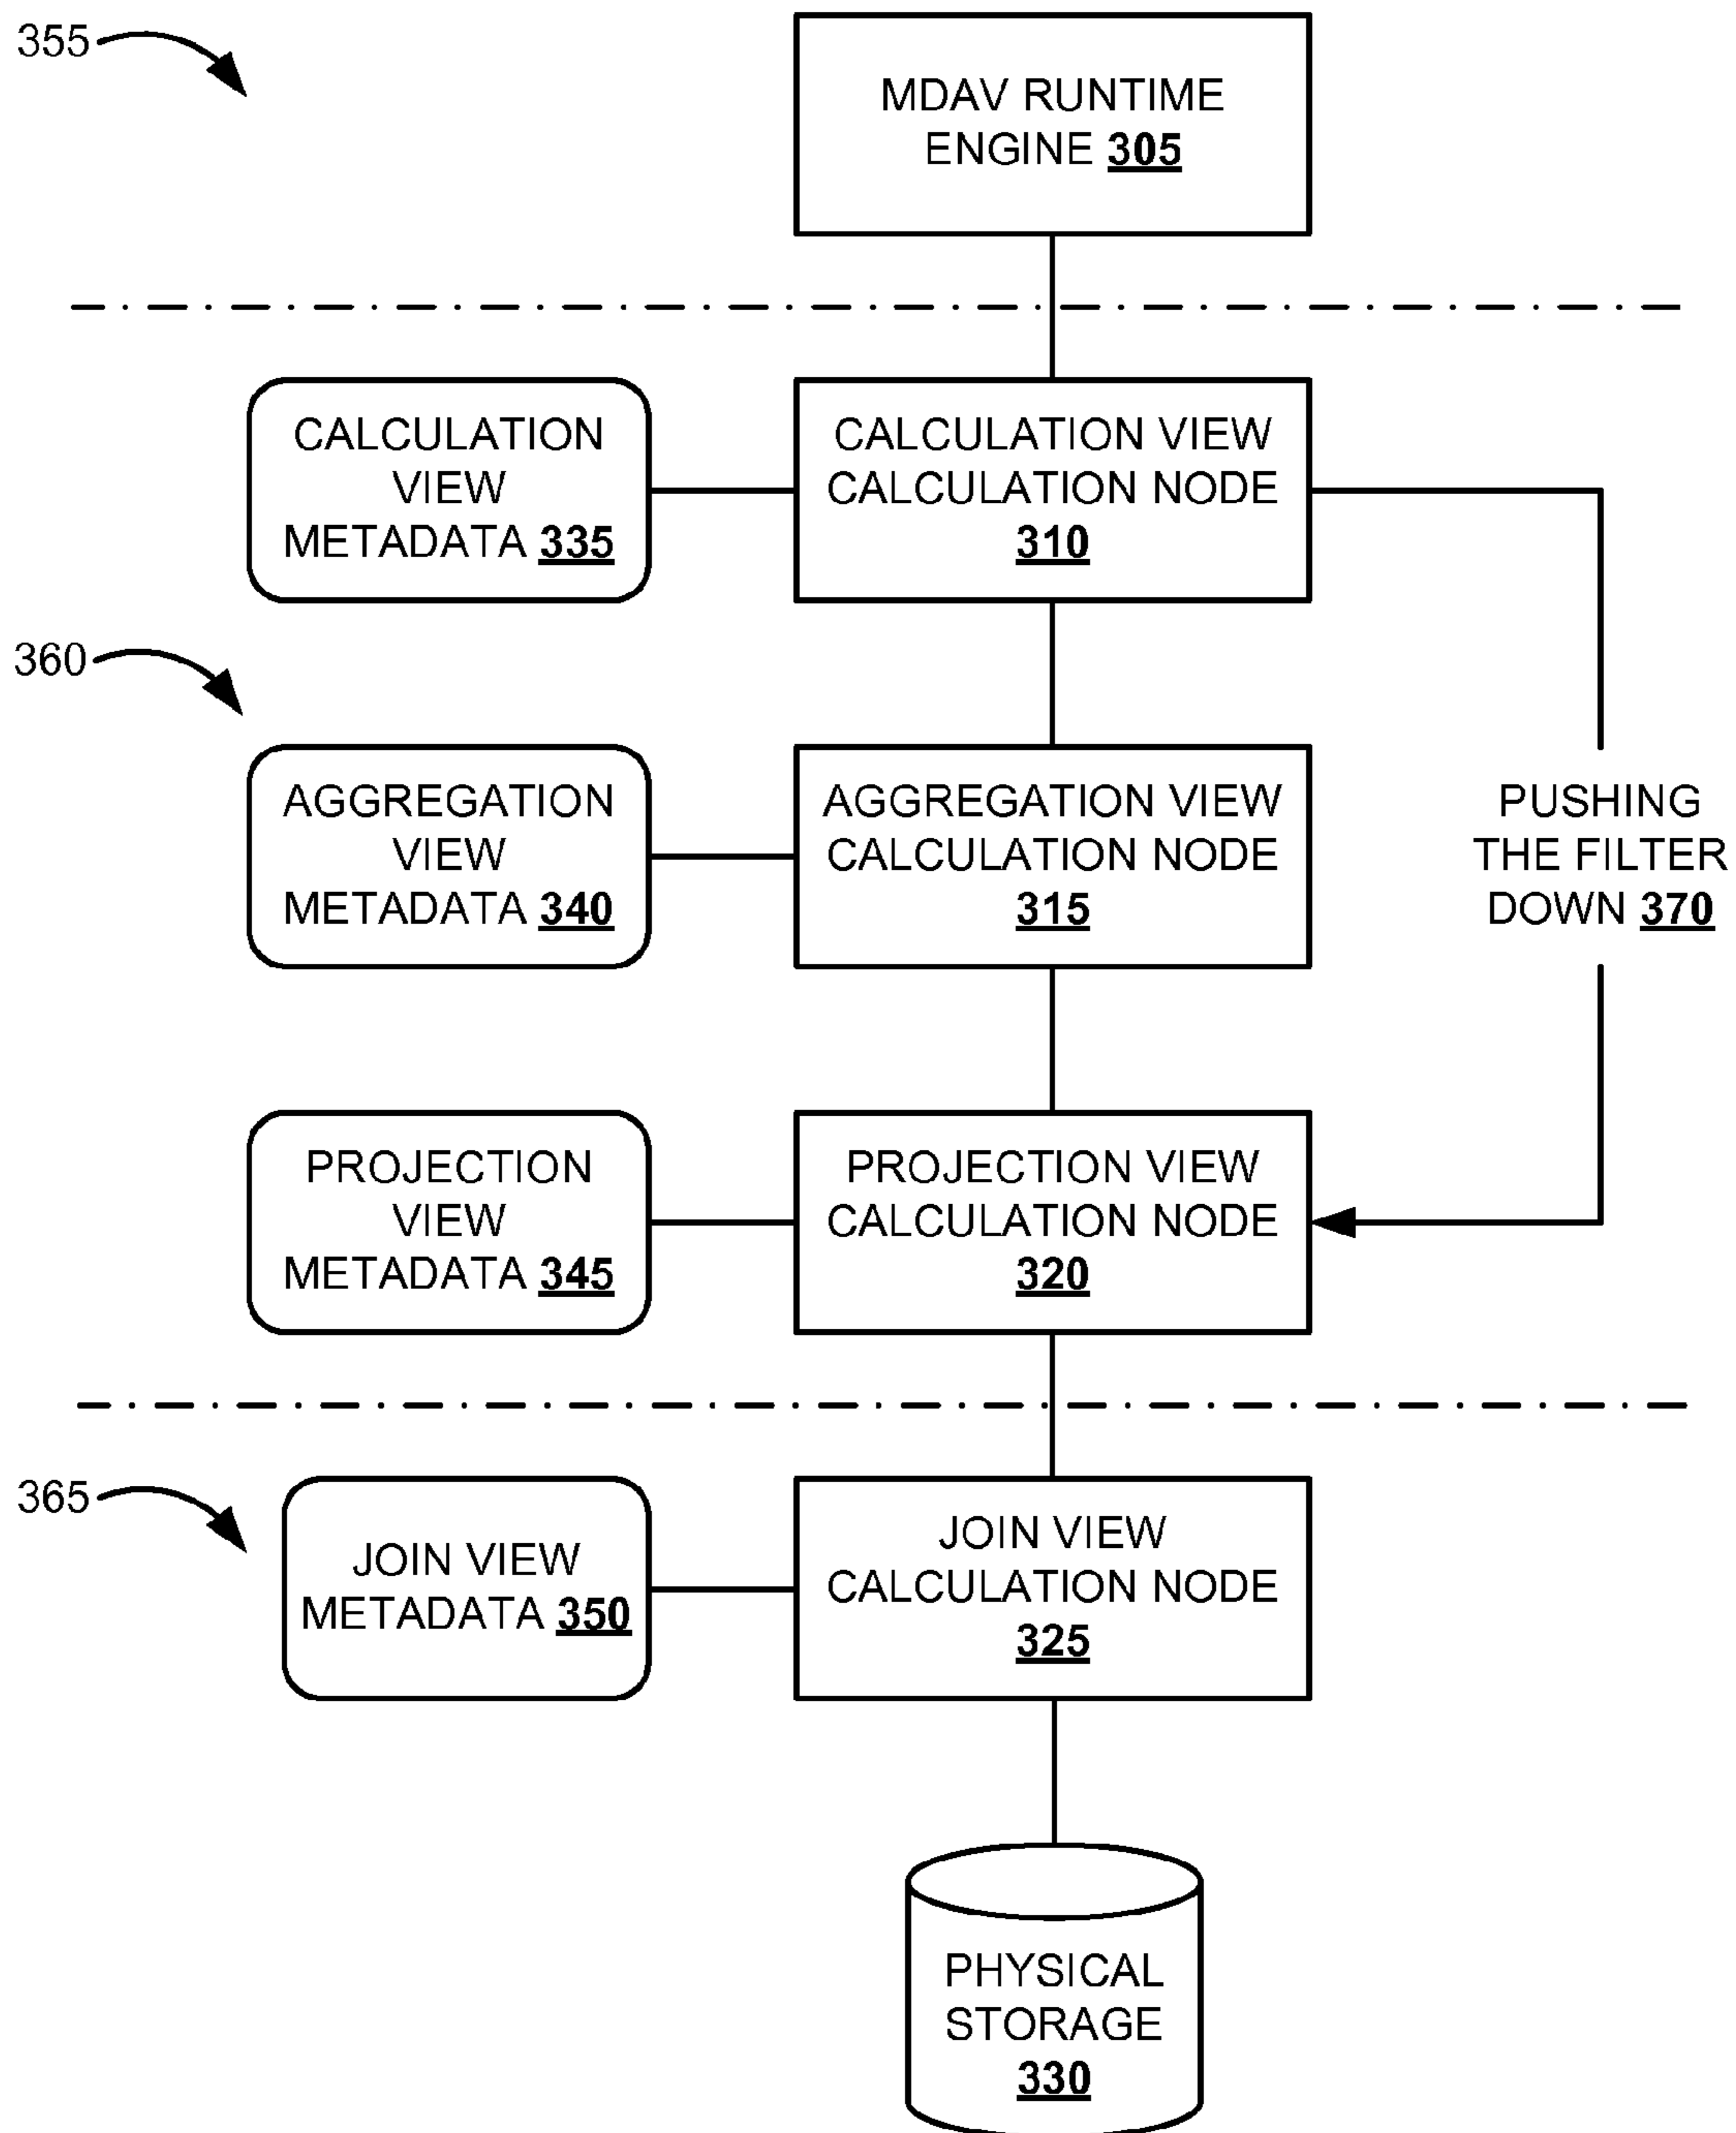 355
MDAV RUNTIME
ENGINE 305
CALCULATION
VIEW
METADATA 335
CALCULATION VIEW
CALCULATION NODE
310
360
AGGREGATION
VIEW
METADATA 340
AGGREGATION VIEW
CALCULATION NODE
315
PUSHING
THE FILTER
DOWN 370
PROJECTION
VIEW
METADATA 345
PROJECTION VIEW
CALCULATION NODE
320
365
JOIN VIEW
METADATA 350
JOIN VIEW
CALCULATION NODE
325
PHYSICAL
STORAGE
330